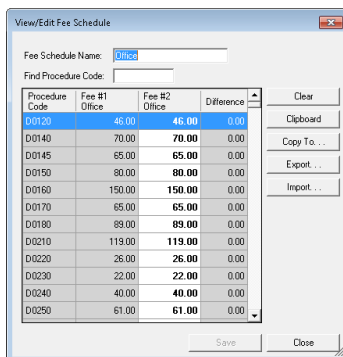 View/Edit Fee Schedule
Fee Schedule Name: Office
Find Procedure Code:
Procedure Code Fee #1 Office Fee #2 Office Difference
D0120 46.00 46.00 0.00
D0140 70.00 70.00 0.00
D0145 65.00 65.00 0.00
D0150 80.00 80.00 0.00
D0160 150.00 150.00 0.00
D0170 65.00 65.00 0.00
D0180 89.00 89.00 0.00
D0210 119.00 119.00 0.00
D0220 26.00 26.00 0.00
D0230 22.00 22.00 0.00
D0240 40.00 40.00 0.00
D0250 61.00 61.00 0.00
Clear
Clipboard
Copy To. . .
Export. . .
Import. . .
Save
Close